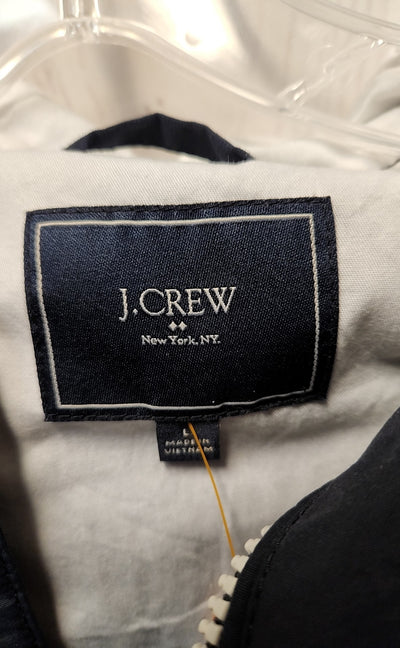 J.CREW
New York, NY.
L
MADE IN
VIETNAM